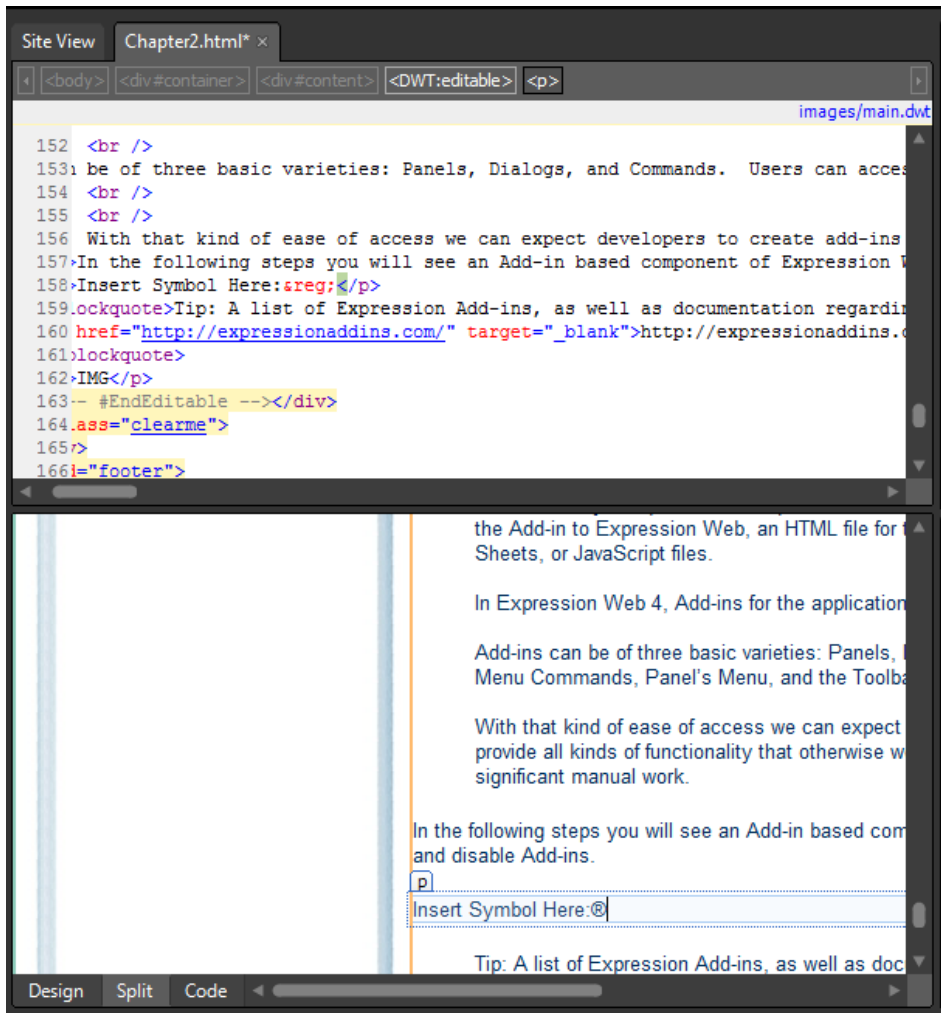 Site View Chapter2.html* ×
<body> <div#container> <div#content> <DWT:editable> <p>
images/main.dwt
152 <br />
153 be of three basic varieties: Panels, Dialogs, and Commands. Users can
154 <br />
155 <br />
156 With that kind of ease of access we can expect developers to create add-ins
157 >In the following steps you will see an Add-in based component of Expression
158 >Insert Symbol Here:&reg;</p>
159 ockquote>Tip: A list of Expression Add-ins, as well as documentation
160 href="http://expressionaddins.com/" target="_blank">http://expressionaddins.
161 lockquote>
162 >IMG</p>
163 -- #EndEditable --></div>
164 ass="clearme">
165 >
166 ="footer">
the Add-in to Expression Web, an HTML file for
Sheets, or JavaScript files.
In Expression Web 4, Add-ins for the application
Add-ins can be of three basic varieties: Panels,
Menu Commands, Panel's Menu, and the
With that kind of ease of access we can expect
provide all kinds of functionality that otherwise
significant manual work.
In the following steps you will see an Add-in based
and disable Add-ins.
p
Insert Symbol Here:®
Tip: A list of Expression Add-ins, as well as
Design Split Code